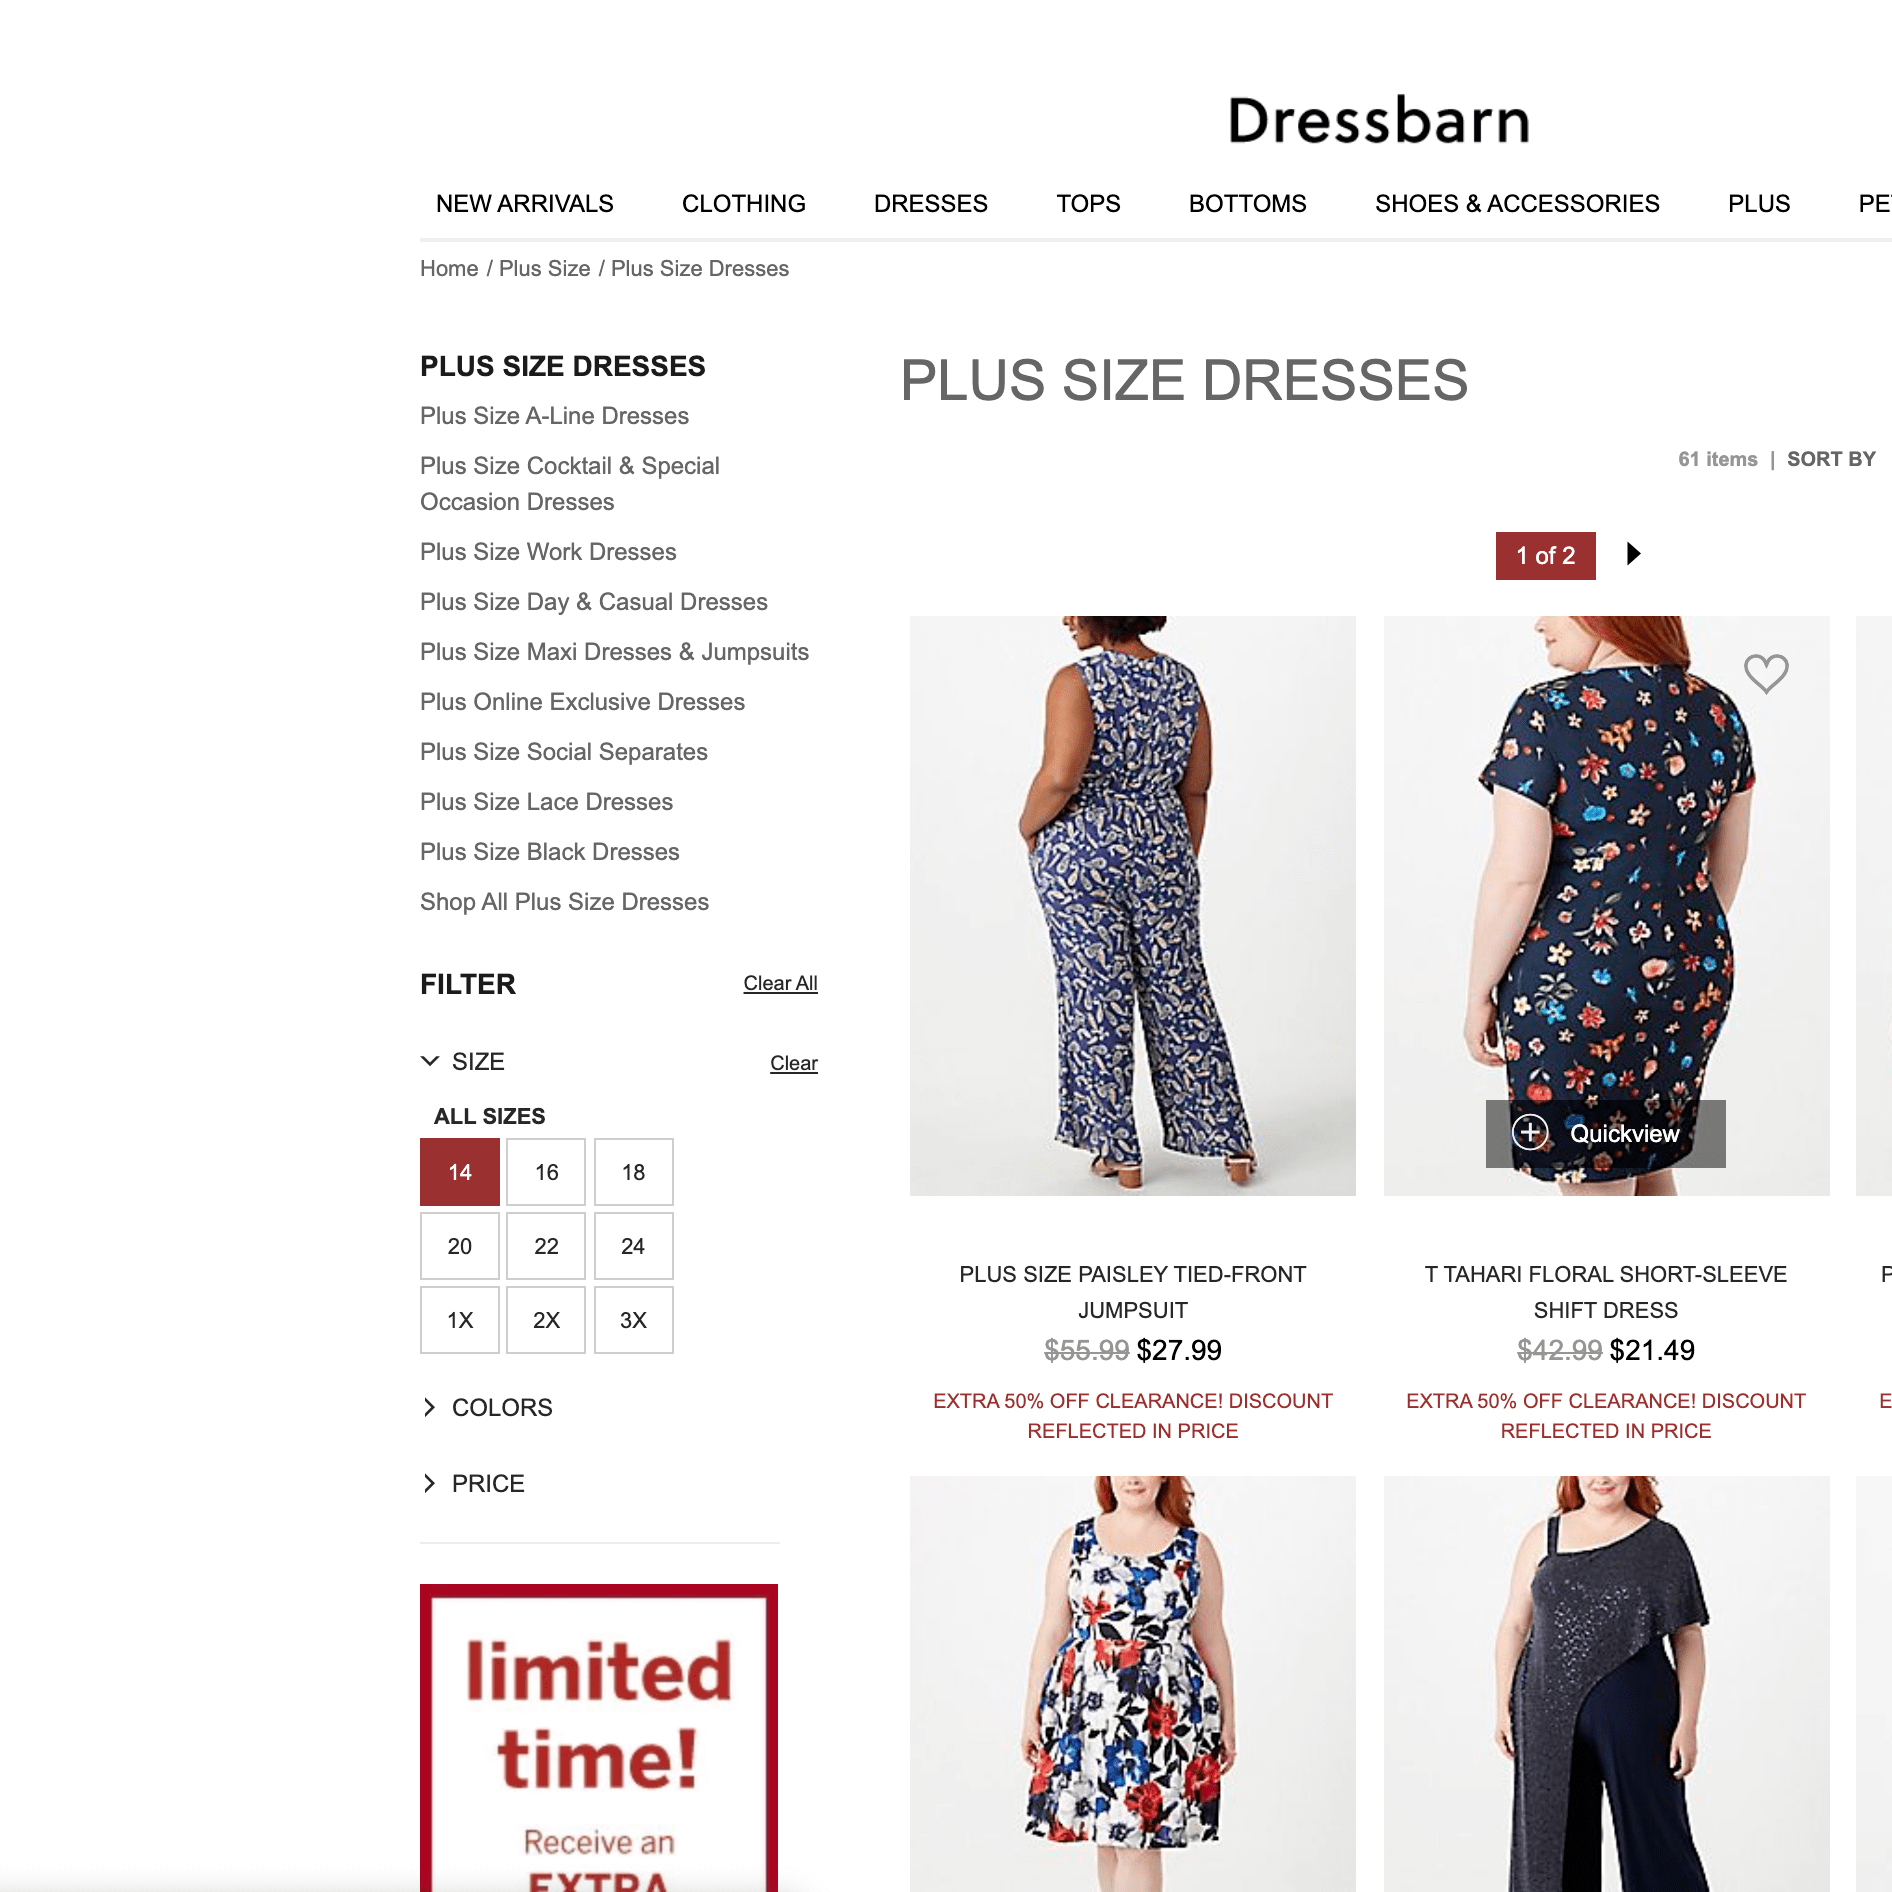 Dressbarn
NEW ARRIVALS
CLOTHING
DRESSES
TOPS
BOTTOMS
SHOES & ACCESSORIES
PLUS
Home / Plus Size / Plus Size Dresses
PLUS SIZE DRESSES
Plus Size A-Line Dresses
Plus Size Cocktail & Special
Occasion Dresses
Plus Size Work Dresses
Plus Size Day & Casual Dresses
Plus Size Maxi Dresses & Jumpsuits
Plus Online Exclusive Dresses
Plus Size Social Separates
Plus Size Lace Dresses
Plus Size Black Dresses
Shop All Plus Size Dresses
FILTER
Clear All
SIZE
Clear
ALL SIZES
14
16
18
20
22
24
1X
2X
3X
COLORS
PRICE
limited
time!
Receive an
EXTRA
PLUS SIZE DRESSES
61 items | SORT BY
1 of 2
Quickview
PLUS SIZE PAISLEY TIED-FRONT
JUMPSUIT
$55.99 $27.99
EXTRA 50% OFF CLEARANCE! DISCOUNT
REFLECTED IN PRICE
T TAHARI FLORAL SHORT-SLEEVE
SHIFT DRESS
$42.99 $21.49
EXTRA 50% OFF CLEARANCE! DISCOUNT
REFLECTED IN PRICE